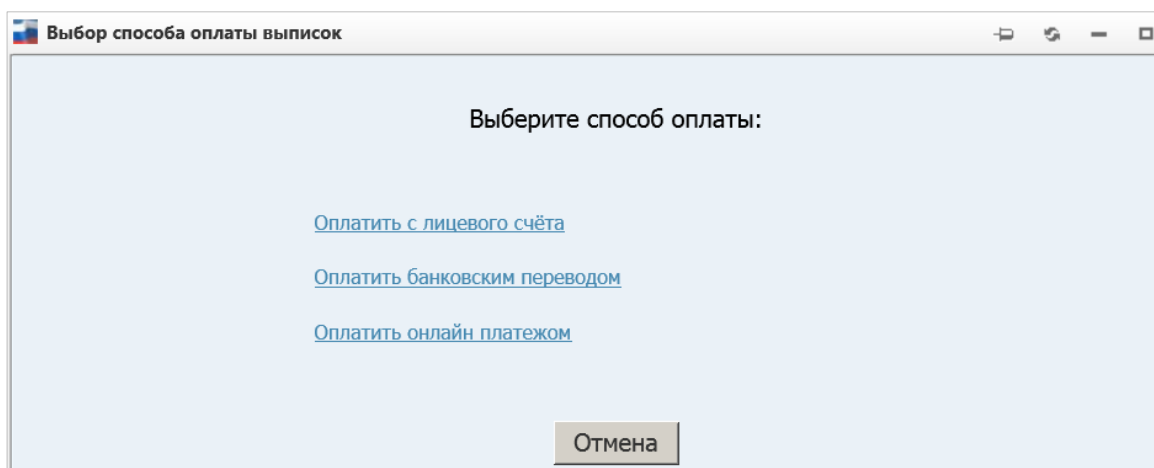 Выбор способа оплаты выписок
Выберите способ оплаты:
Оплатить с лицевого счёта
Оплатить банковским переводом
Оплатить онлайн платежом
Отмена